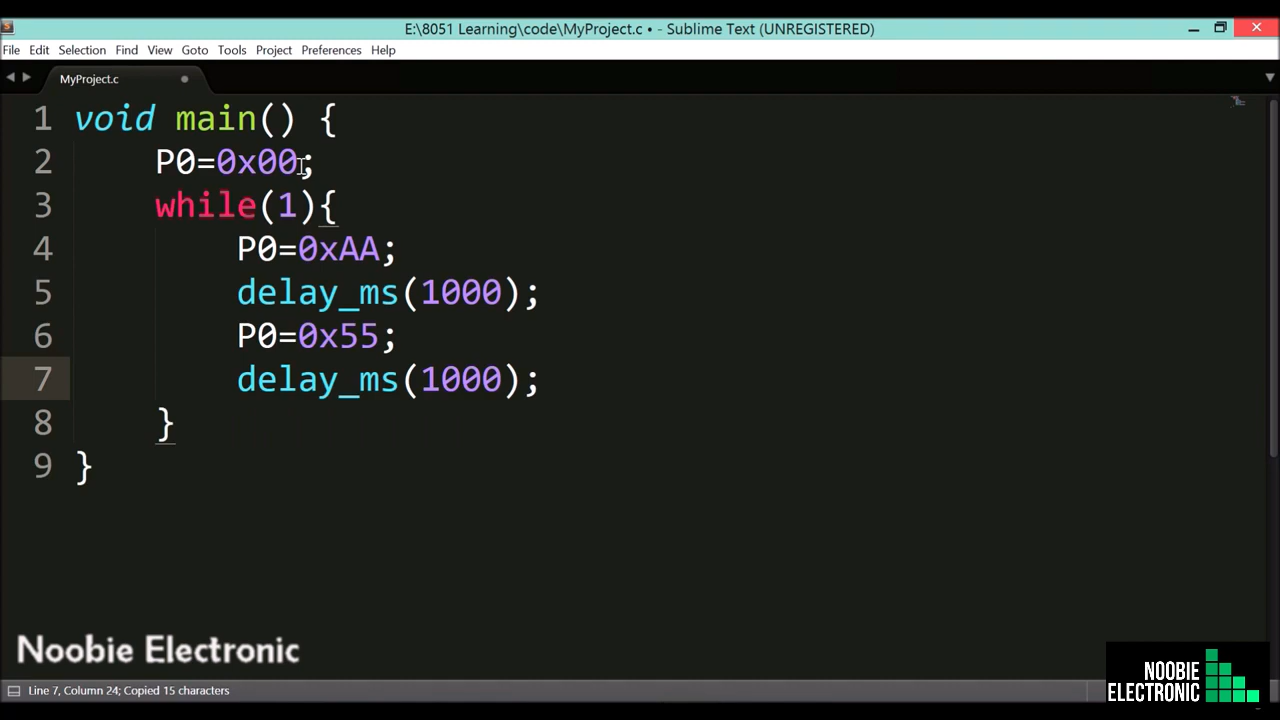 E:\8051 Learning\code\MyProject.c • - Sublime Text (UNREGISTERED)
File Edit Selection Find View Goto Tools Project Preferences Help
MyProject.c
1 void main() {
2 P0=0x00;
3 while(1){
4 P0=0xAA;
5 delay_ms(1000);
6 P0=0x55;
7 delay_ms(1000);
8 }
9 }
Noobie Electronic
NOOBIE
ELECTRONIC
Line 7, Column 24; Copied 15 characters